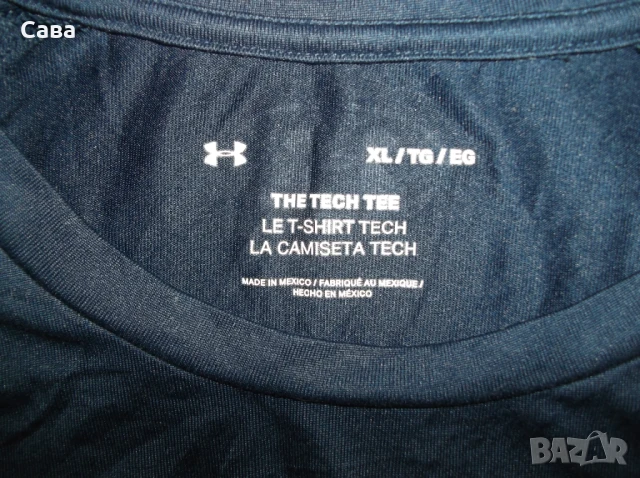 Сава
XL / TG / EG
THE TECH TEE
LE T-SHIRT TECH
LA CAMISETA TECH
MADE IN MEXICO / FABRIQUÉ AU MEXIQUE /
HECHO EN MÉXICO
BAZAR